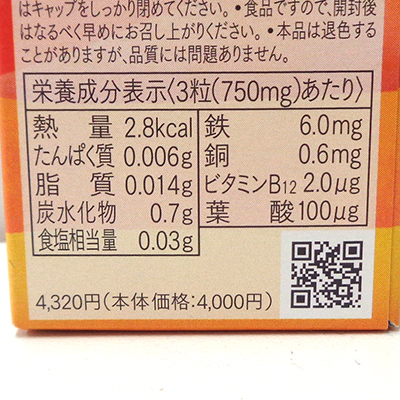 はキャップをしっかり閉めてください。•食品ですので、開封後
はなるべく早めにお召し上がりください。•本品は退色する
ことがありますが、品質には問題ありません。
栄養成分表示〈3粒(750mg)あたり〉
熱量 2.8kcal 鉄 6.0mg
たんぱく質 0.006g 銅 0.6mg
脂質 0.014g ビタミンB12 2.0μg
炭水化物 0.7g 葉酸 100μg
食塩相当量 0.03g
4,320円(本体価格:4,000円)